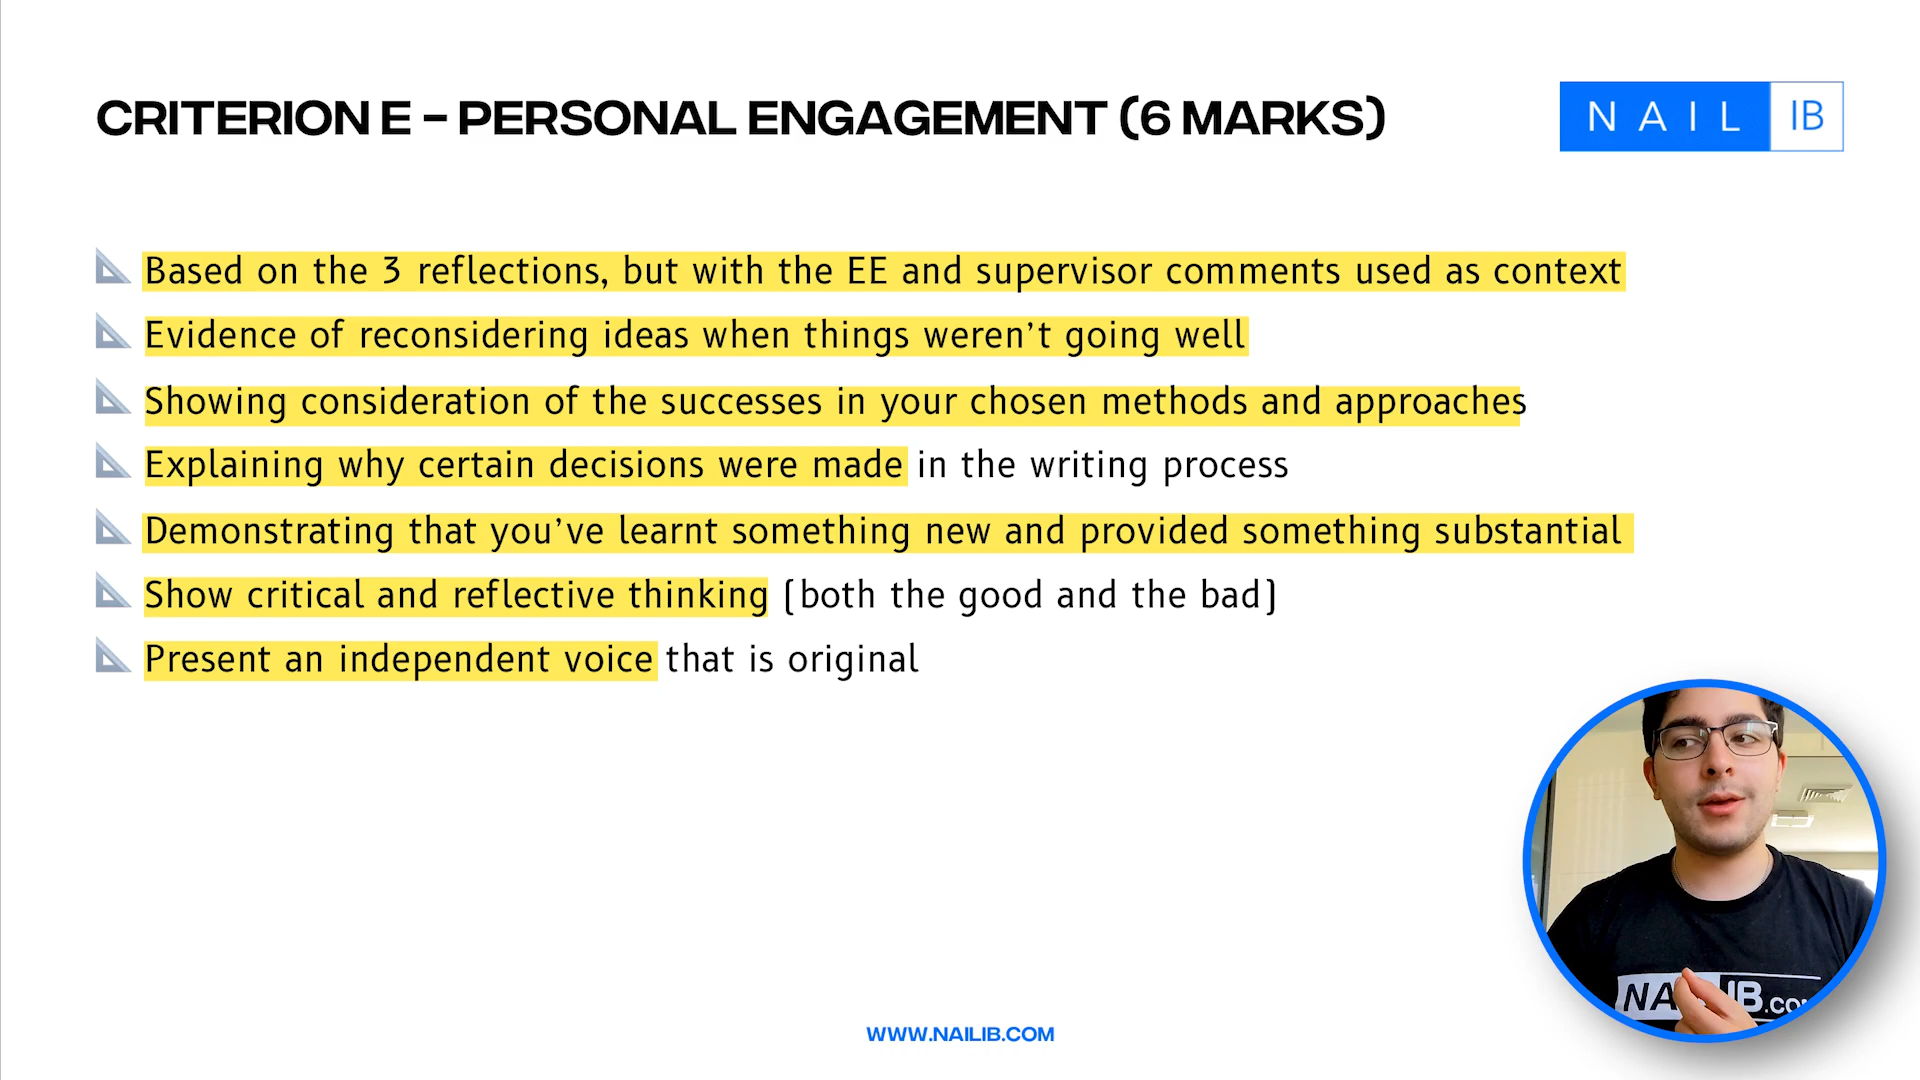 CRITERION E – PERSONAL ENGAGEMENT (6 MARKS)
NAIL IB
Based on the 3 reflections, but with the EE and supervisor comments used as context
Evidence of reconsidering ideas when things weren't going well
Showing consideration of the successes in your chosen methods and approaches
Explaining why certain decisions were made in the writing process
Demonstrating that you've learnt something new and provided something substantial
Show critical and reflective thinking (both the good and the bad)
Present an independent voice that is original
WWW.NAILIB.COM